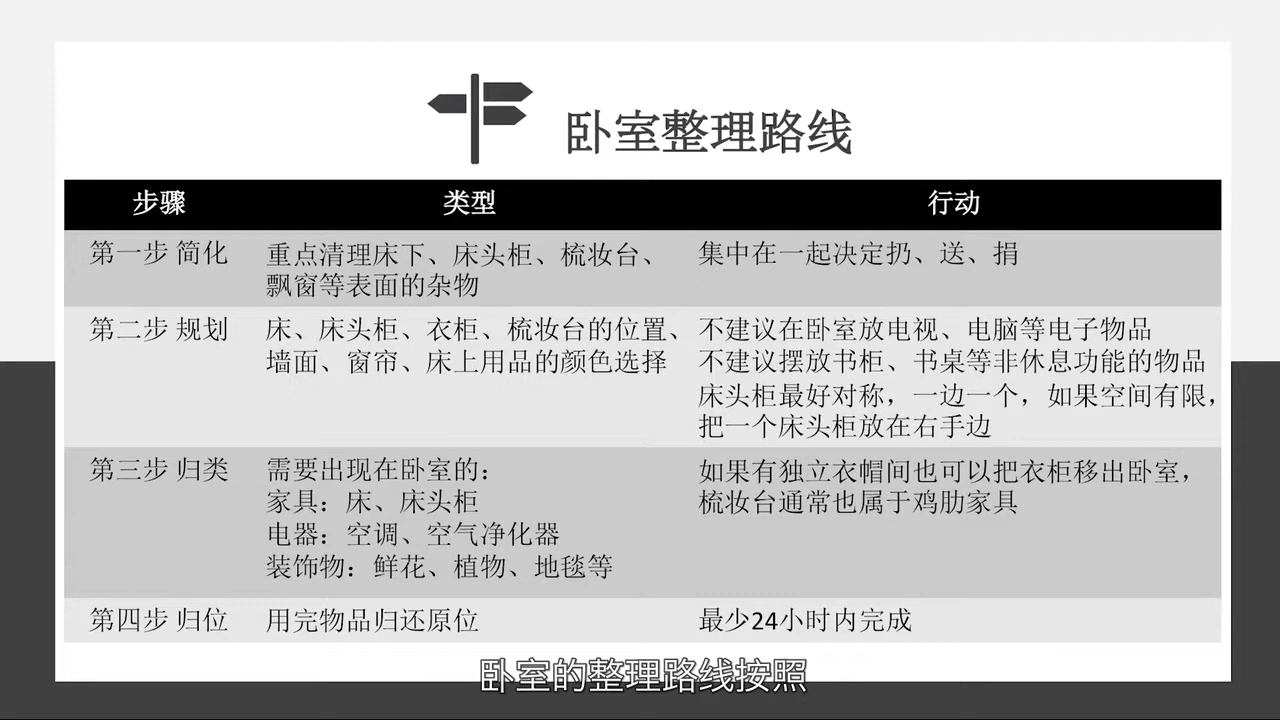 卧室整理路线
步骤 类型 行动
第一步 简化 重点清理床下、床头柜、梳妆台、 集中在一起决定扔、送、捐
飘窗等表面的杂物
第二步 规划 床、床头柜、衣柜、梳妆台的位置、 不建议在卧室放电视、电脑等电子物品
墙面、窗帘、床上用品的颜色选择 不建议摆放书柜、书桌等非休息功能的物品
床头柜最好对称，一边一个，如果空间有限，
把一个床头柜放在右手边
第三步 归类 需要出现在卧室的： 如果有独立衣帽间也可以把衣柜移出卧室，
家具：床、床头柜 梳妆台通常也属于鸡肋家具
电器：空调、空气净化器
装饰物：鲜花、植物、地毯等
第四步 归位 用完物品归还原位 最少24小时内完成
卧室的整理路线按照